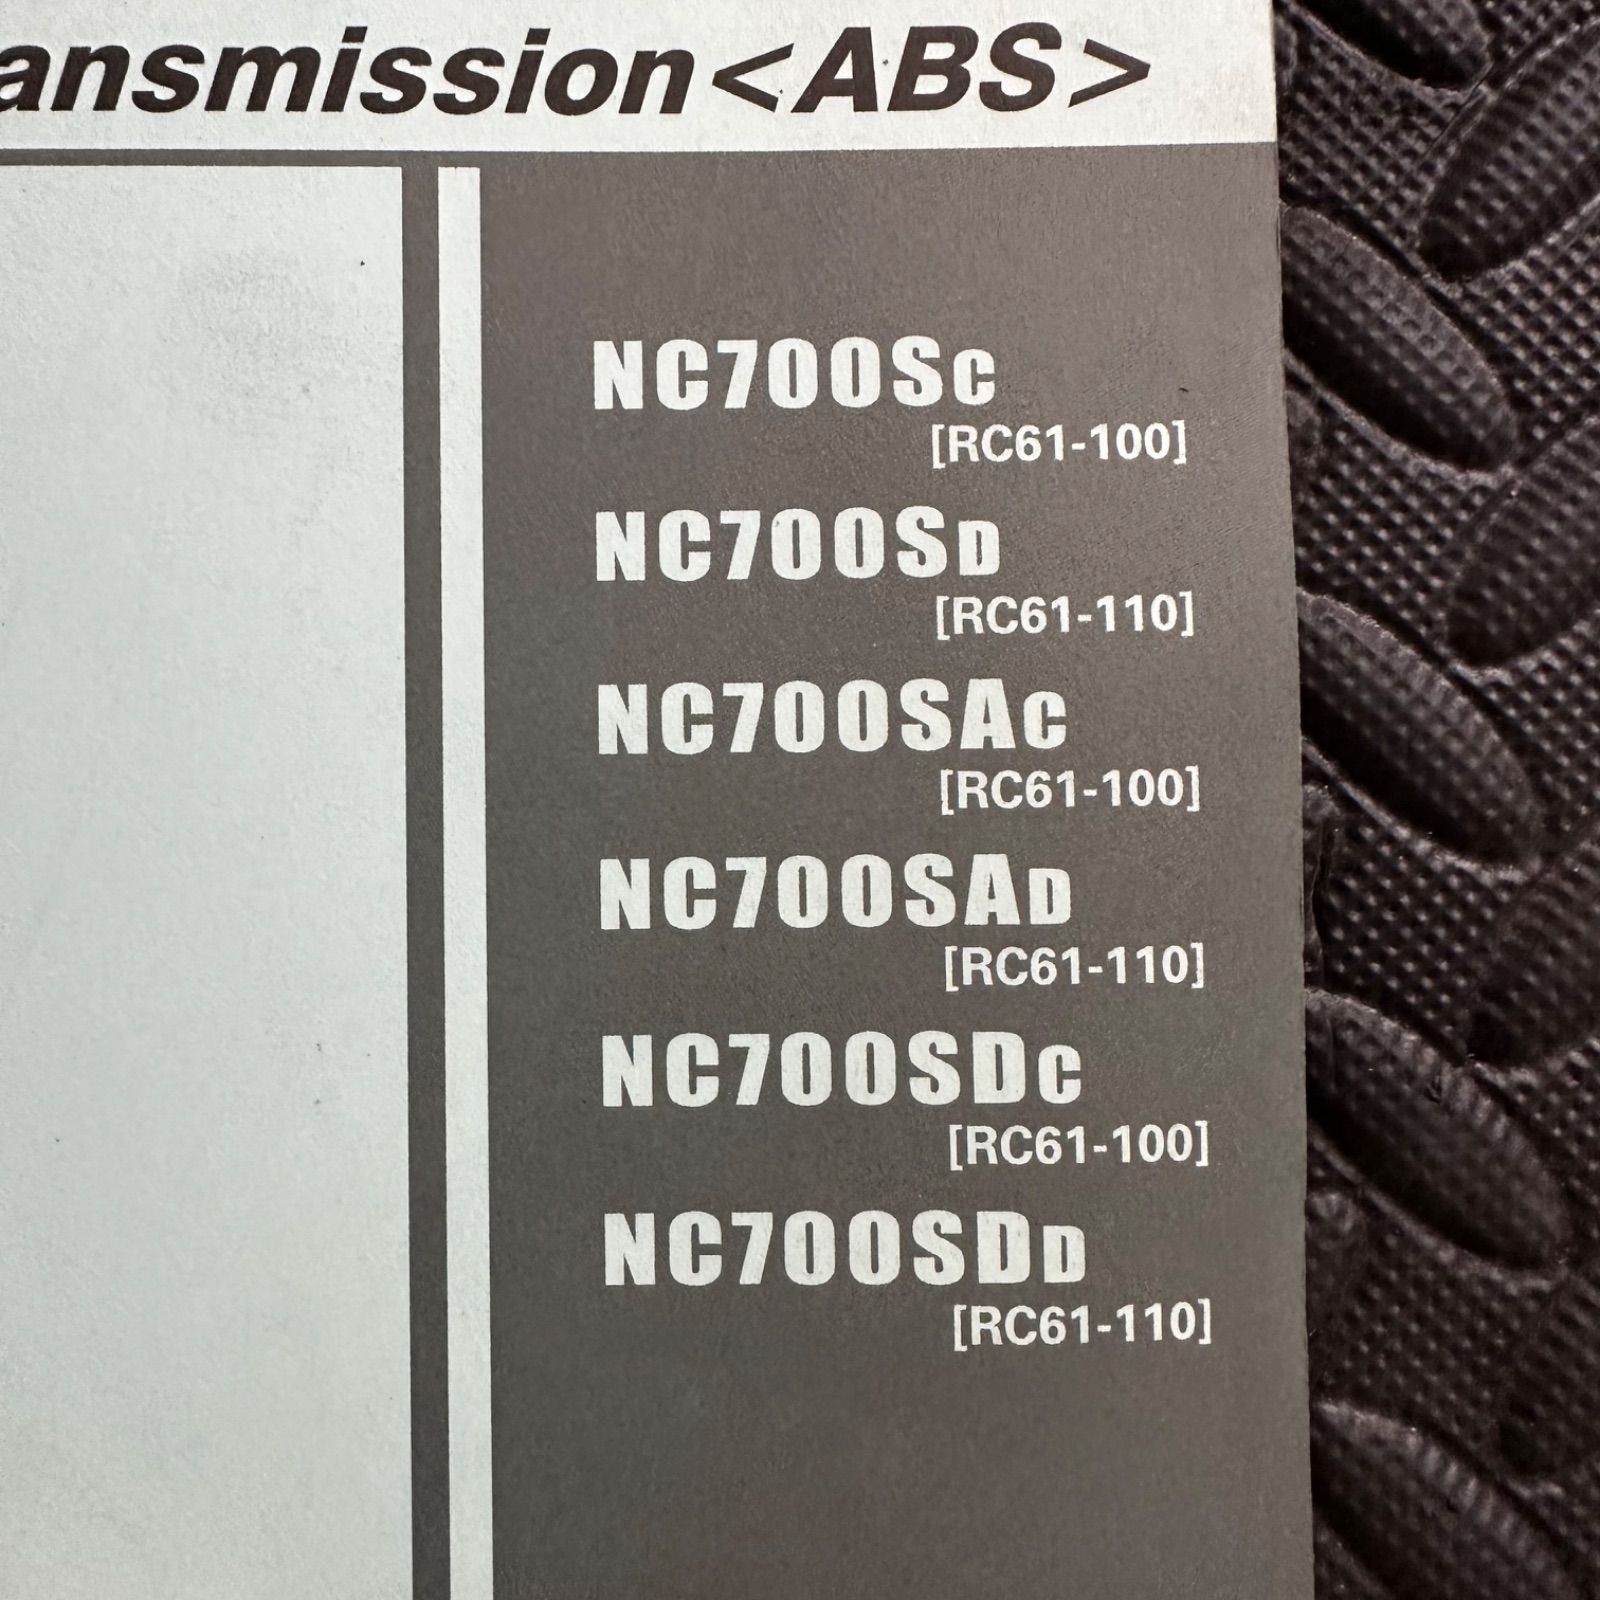 ansmission<ABS>
NC700SC
[RC61-100]
NC700SD
[RC61-110]
NC700SAC
[RC61-100]
NC700SAD
[RC61-110]
NC700SDC
[RC61-100]
NC700SDD
[RC61-110]